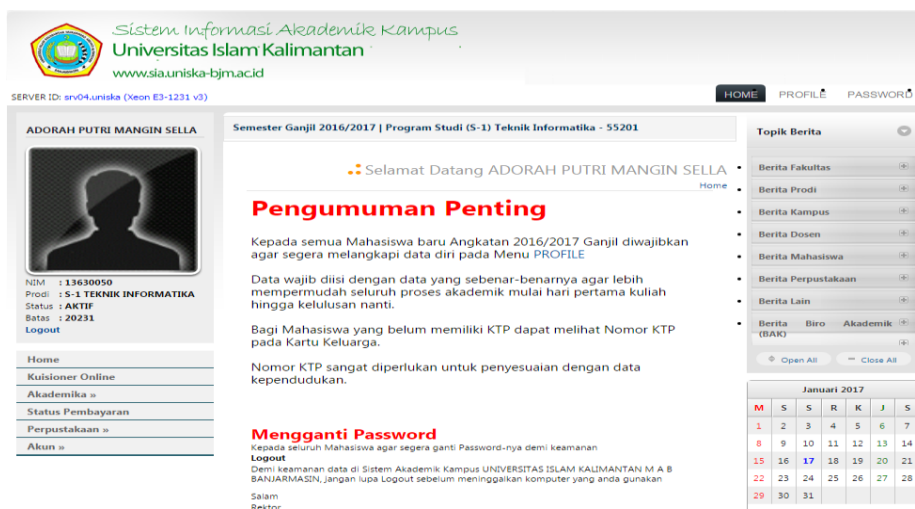 Sistem Informasi Akademik Kampus
Universitas Islam Kalimantan
www.sia.uniska-bjm.ac.id
SERVER ID: srv04.uniska (Xeon E3-1231 v3)
HOME PROFILE PASSWORD
ADORAH PUTRI MANGIN SELLA
NIM : 13630050
Prodi : S-1 TEKNIK INFORMATIKA
Status : AKTIF
Batas : 20231
Logout
Home
Kuisioner Online
Akademika »
Status Pembayaran
Perpustakaan »
Akun »
Semester Ganjil 2016/2017 | Program Studi (S-1) Teknik Informatika - 55201
Selamat Datang ADORAH PUTRI MANGIN SELLA
Home
Pengumuman Penting
Kepada semua Mahasiswa baru Angkatan 2016/2017 Ganjil diwajibkan
agar segera melangkapi data diri pada Menu PROFILE
Data wajib diisi dengan data yang sebenar-benarnya agar lebih
mempermudah seluruh proses akademik mulai hari pertama kuliah
hingga kelulusan nanti.
Bagi Mahasiswa yang belum memiliki KTP dapat melihat Nomor KTP
pada Kartu Keluarga.
Nomor KTP sangat diperlukan untuk penyesuaian dengan data
kependudukan.
Mengganti Password
Kepada seluruh Mahasiswa agar segera ganti Password-nya demi keamanan
Logout
Demi keamanan data di Sistem Akademik Kampus UNIVERSITAS ISLAM KALIMANTAN M A B
BANJARMASIN, jangan lupa Logout sebelum meninggalkan komputer yang anda gunakan
Salam
Rektor
Topik Berita
Berita Fakultas
Berita Prodi
Berita Kampus
Berita Dosen
Berita Mahasiswa
Berita Perpustakaan
Berita Lain
Berita Biro Akademik
(BAK)
Open All Close All
Januari 2017
M S S R K J S
1 2 3 4 5 6 7
8 9 10 11 12 13 14
15 16 17 18 19 20 21
22 23 24 25 26 27 28
29 30 31